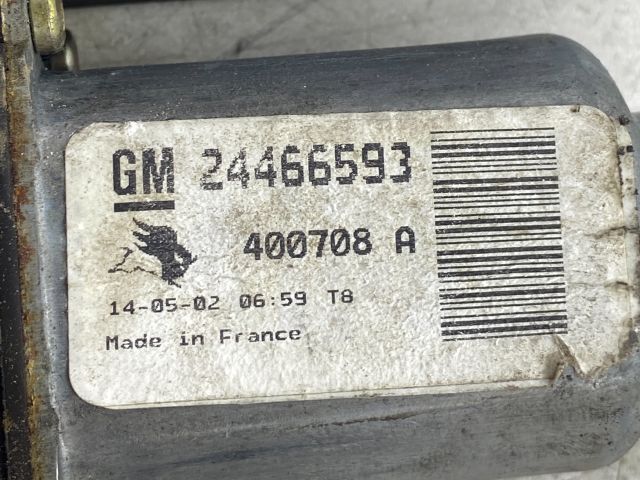 GM 24466593
400708 A
14-05-02 06:59 T8
Made in France